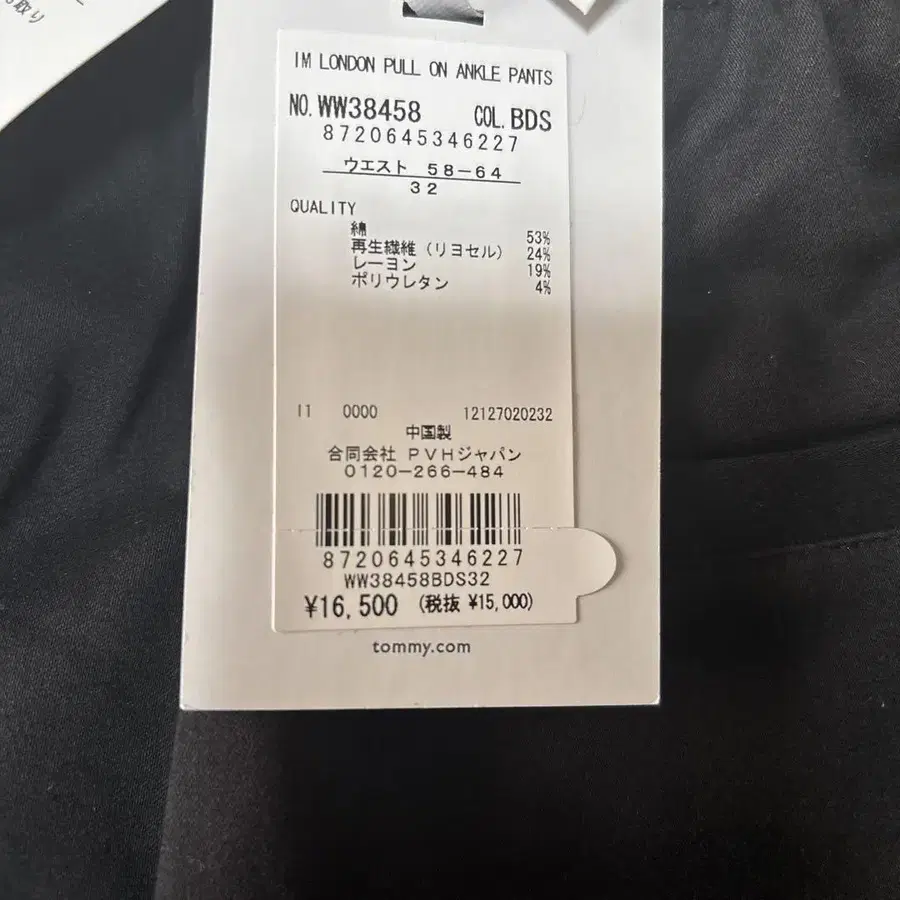 取り
IM LONDON PULL ON ANKLE PANTS
NO. WW38458 COL. BDS
8720645346227
ウエスト 58-64
32
QUALITY
綿 53%
再生繊維(リヨセル) 24%
レーヨン 19%
ポリウレタン 4%
I1 0000 12127020232
中国製
合同会社 PVHジャパン
0120-266-484
8720645346227
WW38458BDS32
¥16,500 (税抜 ¥15,000)
tommy.com